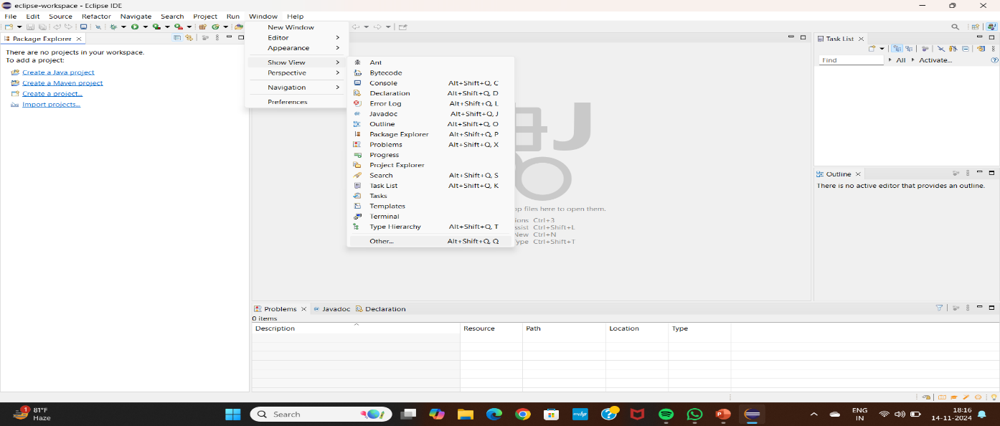 eclipse-workspace - Eclipse IDE
File Edit Source Refactor Navigate Search Project Run Window Help
Package Explorer
There are no projects in your workspace.
To add a project:
Create a Java project
Create a Maven project
Create a project...
Import projects...
New Window
Editor
Appearance
Show View
Perspective
Navigation
Preferences
Ant
Bytecode
Console Alt+Shift+Q, C
Declaration Alt+Shift+Q, D
Error Log Alt+Shift+Q, L
Javadoc Alt+Shift+Q, J
Outline Alt+Shift+Q, O
Package Explorer Alt+Shift+Q, P
Problems Alt+Shift+Q, X
Progress
Project Explorer
Search Alt+Shift+Q, S
Task List Alt+Shift+Q, K
Tasks
Templates
Terminal
Type Hierarchy Alt+Shift+Q, T
Other... Alt+Shift+Q, Q
files here to open them.
Ctrl+3
Ctrl+Shift+L
New Ctrl+N
Type Ctrl+Shift+T
Task List
Find All Activate...
Outline
There is no active editor that provides an outline.
Problems Javadoc Declaration
0 items
Description Resource Path Location Type
1
81°F
Haze
Search
myhp
ENG
IN
18:16
14-11-2024